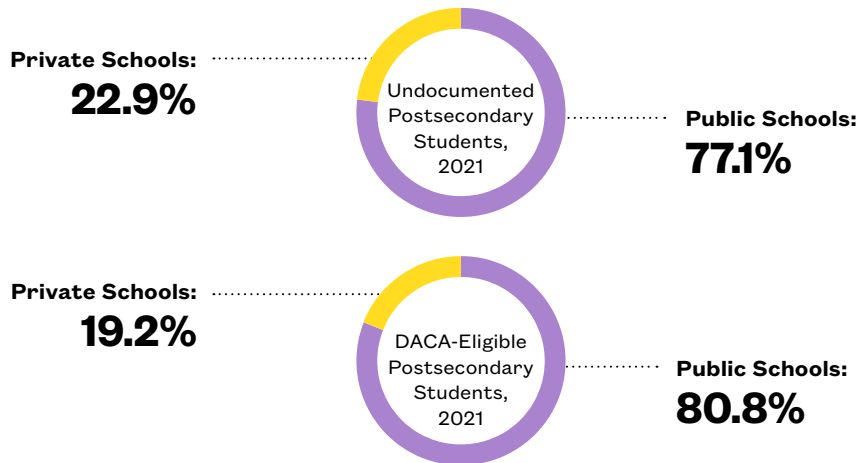 Private Schools:
22.9%
Undocumented
Postsecondary
Students,
2021
Public Schools:
77.1%
Private Schools:
19.2%
DACA-Eligible
Postsecondary
Students,
2021
Public Schools:
80.8%